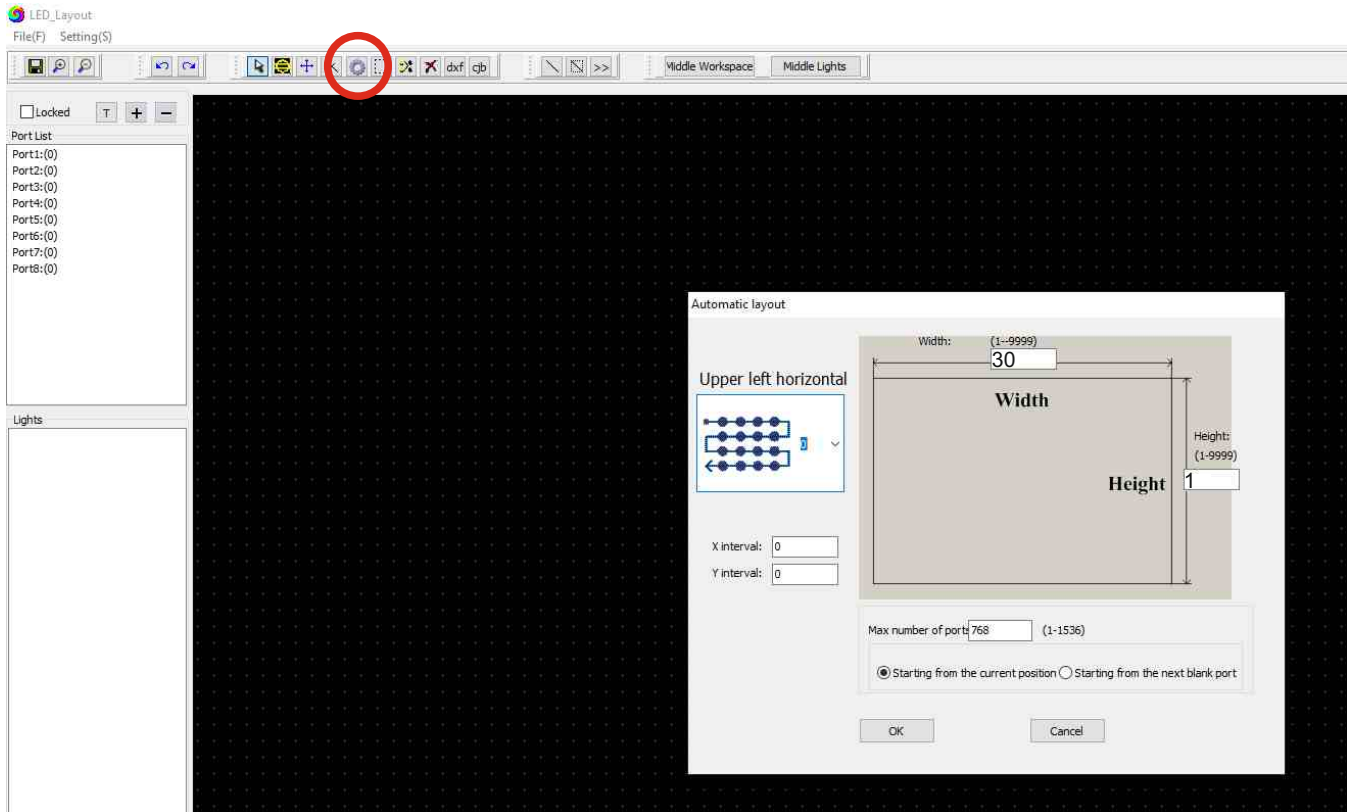 LED_Layout
File(F) Setting(S)
dxf cjb >> Middle Workspace Middle Lights
Locked T + −
Port List
Port1:(0)
Port2:(0)
Port3:(0)
Port4:(0)
Port5:(0)
Port6:(0)
Port7:(0)
Port8:(0)
Lights
Automatic layout
Upper left horizontal
0
X interval: 0
Y interval: 0
Width: (1--9999)
30
Width
Height:
(1-9999)
Height 1
Max number of ports 768 (1-1536)
Starting from the current position Starting from the next blank port
OK Cancel